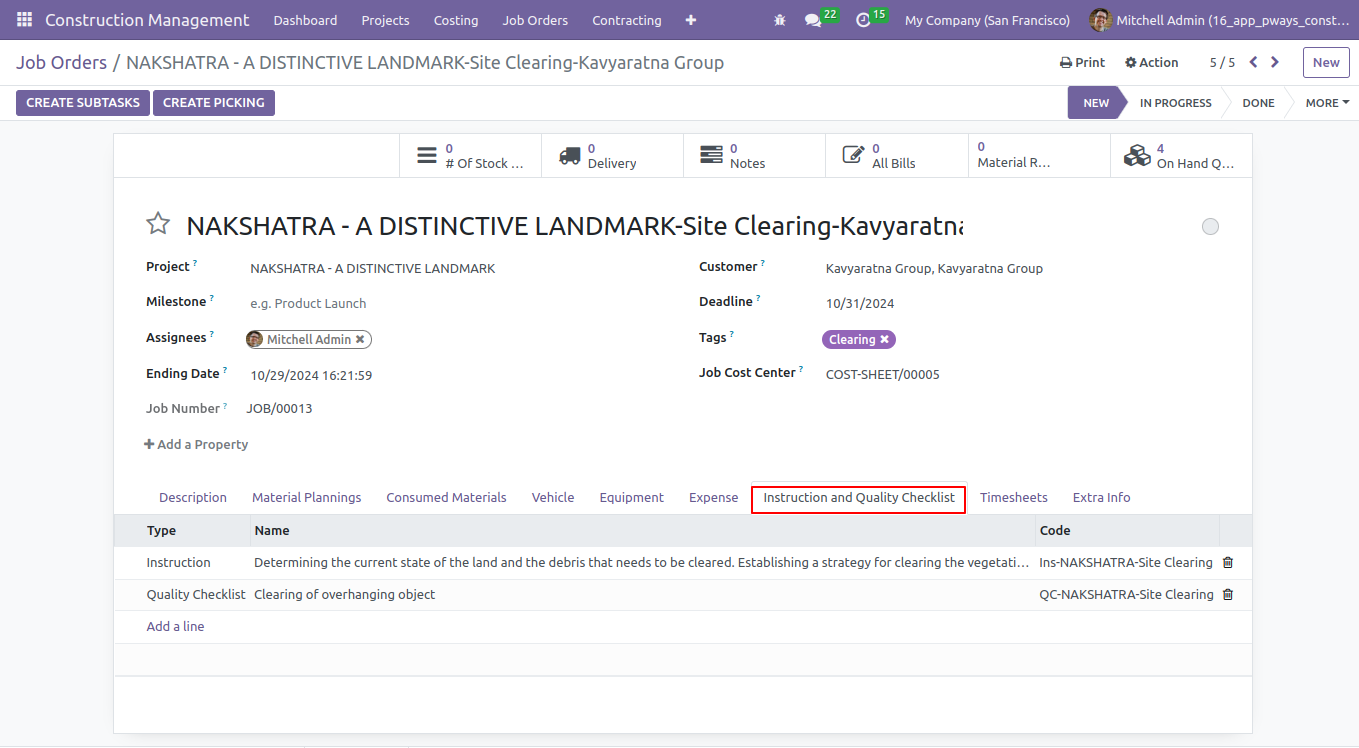 Construction Management Dashboard Projects Costing Job Orders Contracting 22 15 My Company (San Francisco) Mitchell Admin (16_app_pways_const...
Job Orders / NAKSHATRA - A DISTINCTIVE LANDMARK-Site Clearing-Kavyaratna Group Print Action 5 / 5 New
CREATE SUBTASKS CREATE PICKING NEW IN PROGRESS DONE MORE
0 # Of Stock ...
0 Delivery
0 Notes
0 All Bills
0 Material R...
4 On Hand Q...
NAKSHATRA - A DISTINCTIVE LANDMARK-Site Clearing-Kavyaratna
Project ? NAKSHATRA - A DISTINCTIVE LANDMARK
Customer ? Kavyaratna Group, Kavyaratna Group
Milestone ? e.g. Product Launch
Deadline ? 10/31/2024
Assignees ? Mitchell Admin ✖
Tags ? Clearing ✖
Ending Date ? 10/29/2024 16:21:59
Job Cost Center ? COST-SHEET/00005
Job Number ? JOB/00013
Add a Property
Description Material Plannings Consumed Materials Vehicle Equipment Expense Instruction and Quality Checklist Timesheets Extra Info
Type Name Code
Instruction Determining the current state of the land and the debris that needs to be cleared. Establishing a strategy for clearing the vegetati... Ins-NAKSHATRA-Site Clearing
Quality Checklist Clearing of overhanging object QC-NAKSHATRA-Site Clearing
Add a line